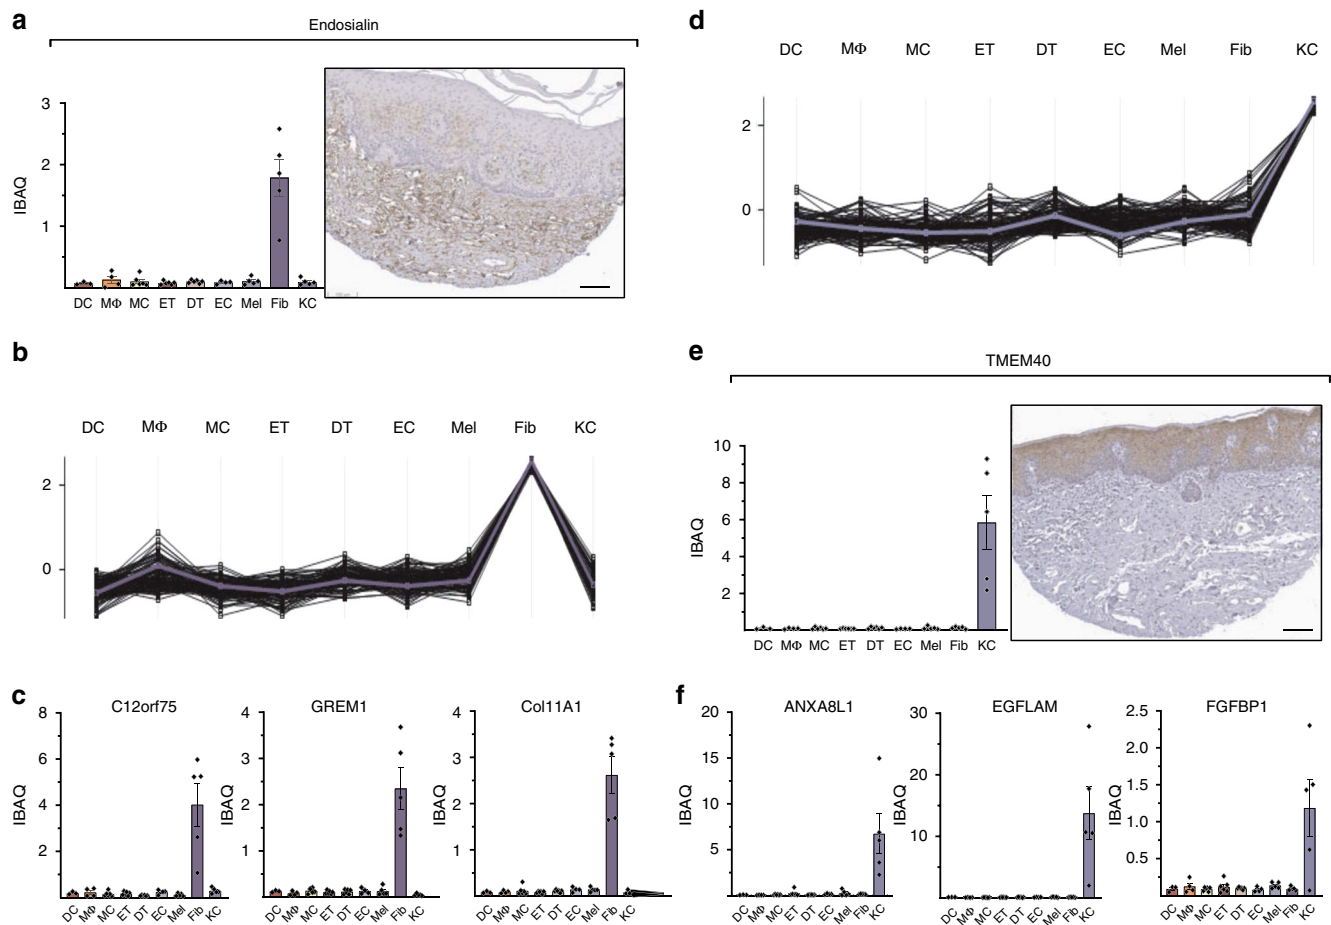 a
Endosialin
IBAQ
3
2
1
DC MΦ MC ET DT EC Mel Fib KC
b
DC MΦ MC ET DT EC Mel Fib KC
2
0
c
C12orf75
IBAQ
8
6
4
2
DC MΦ MC ET DT EC Mel Fib KC
GREM1
IBAQ
4
3
2
1
DC MΦ MC ET DT EC Mel Fib KC
Col11A1
IBAQ
4
3
2
1
DC MΦ MC ET DT EC Mel Fib KC
d
DC MΦ MC ET DT EC Mel Fib KC
2
0
e
TMEM40
IBAQ
10
8
6
4
2
DC MΦ MC ET DT EC Mel Fib KC
f
ANXA8L1
IBAQ
20
15
10
5
DC MΦ MC ET DT EC Mel Fib KC
EGFLAM
IBAQ
30
20
10
DC MΦ MC ET DT EC Mel Fib KC
FGFBP1
IBAQ
2.5
2.0
1.5
1.0
0.5
DC MΦ MC ET DT EC Mel Fib KC